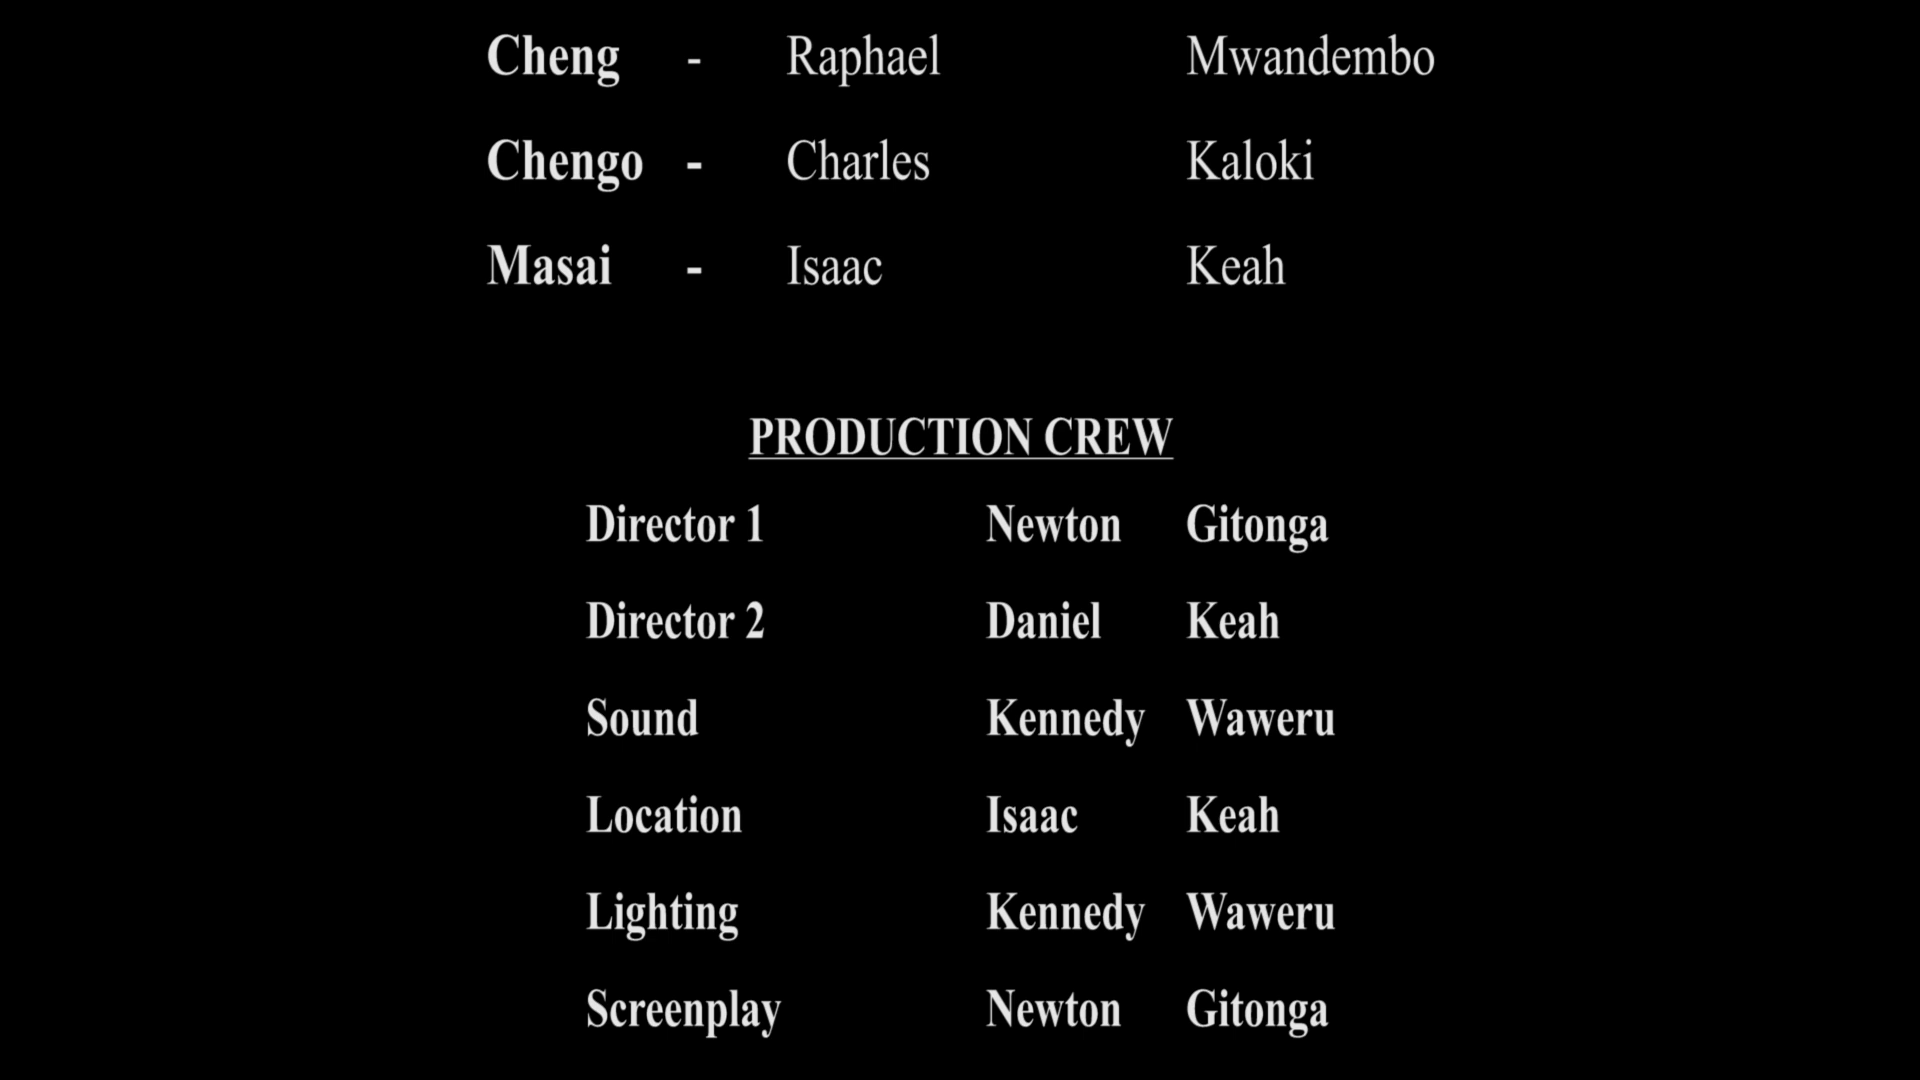 Cheng - Raphael Mwandembo
Chengo - Charles Kaloki
Masai - Isaac Keah
PRODUCTION CREW
Director 1 Newton Gitonga
Director 2 Daniel Keah
Sound Kennedy Waweru
Location Isaac Keah
Lighting Kennedy Waweru
Screenplay Newton Gitonga